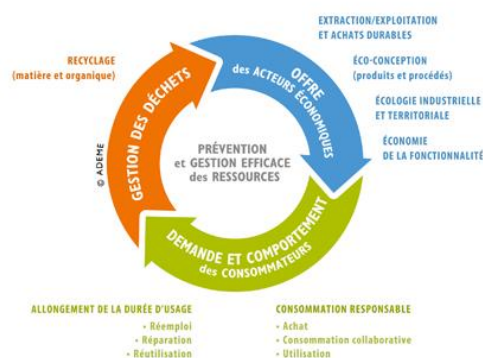 EXTRACTION/EXPLOITATION
ET ACHATS DURABLES
RECYCLAGE
(matière et organique)
ÉCO-CONCEPTION
(produits et procédés)
ÉCOLOGIE INDUSTRIELLE
ET TERRITORIALE
ÉCONOMIE
DE LA FONCTIONNALITÉ
OFFRE
des ACTEURS ÉCONOMIQUES
GESTION DES DÉCHETS
PRÉVENTION
et GESTION EFFICACE
des RESSOURCES
© ADEME
DEMANDE ET COMPORTEMENT
des CONSOMMATEURS
ALLONGEMENT DE LA DURÉE D'USAGE
• Réemploi
• Réparation
• Réutilisation
CONSOMMATION RESPONSABLE
• Achat
• Consommation collaborative
• Utilisation